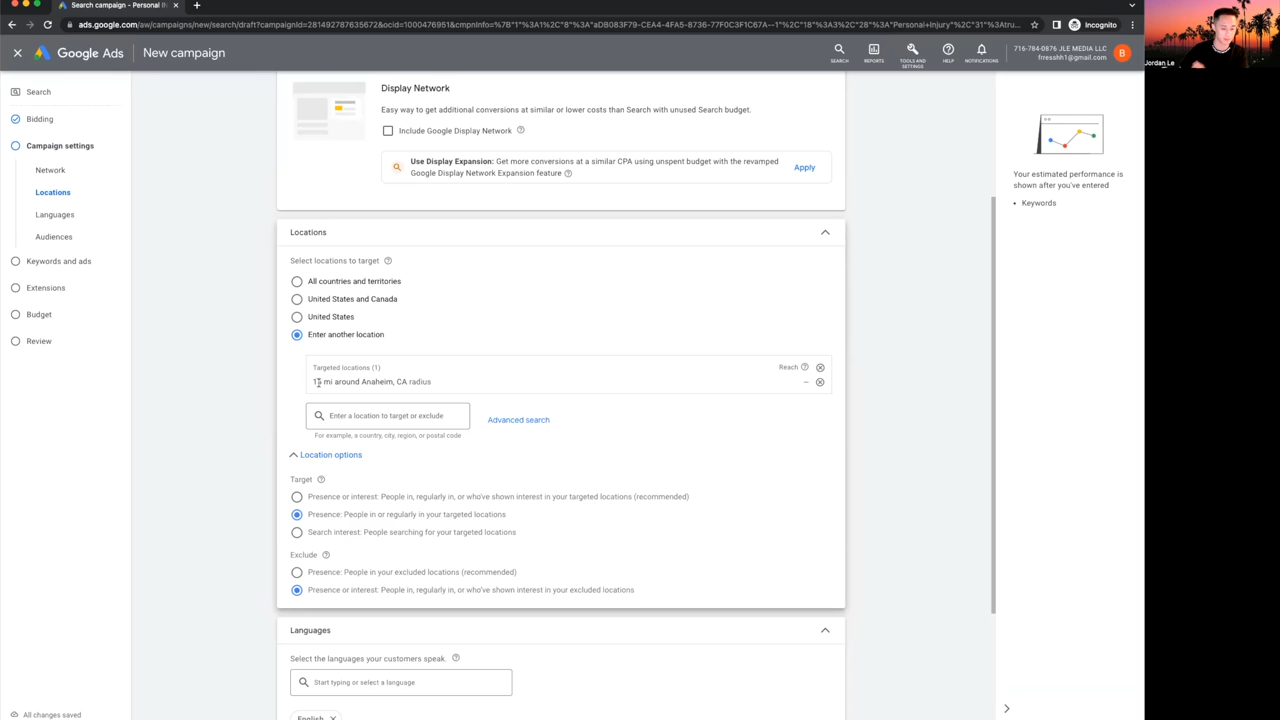 Search campaign - Personal In
ads.google.com/aw/campaigns/new/search/draft?campaignId=281492787635672&ocid=1000476951&cmpnInfo=%7B"1"%3A1%2C"8"%3A"aDB083F79-CEA4-4FA5-8736-77F0C3F1C67A--1"%2C"18"%3A3%2C"28"%3A"Personal+Injury"%2C"31"%3Atru...
Incognito
Google Ads
New campaign
SEARCH
REPORTS
TOOLS AND SETTINGS
HELP
NOTIFICATIONS
716-784-0876 JLE MEDIA LLC
frresshh1@gmail.com
B
Jordan Le
Search
Bidding
Campaign settings
Network
Locations
Languages
Audiences
Keywords and ads
Extensions
Budget
Review
All changes saved
Display Network
Easy way to get additional conversions at similar or lower costs than Search with unused Search budget.
Include Google Display Network
Use Display Expansion: Get more conversions at a similar CPA using unspent budget with the revamped
Google Display Network Expansion feature
Apply
Locations
Select locations to target
All countries and territories
United States and Canada
United States
Enter another location
Targeted locations (1)
Reach
mi around Anaheim, CA radius
–
Enter a location to target or exclude
Advanced search
For example, a country, city, region, or postal code
Location options
Target
Presence or interest: People in, regularly in, or who've shown interest in your targeted locations (recommended)
Presence: People in or regularly in your targeted locations
Search interest: People searching for your targeted locations
Exclude
Presence: People in your excluded locations (recommended)
Presence or interest: People in, regularly in, or who've shown interest in your excluded locations
Languages
Select the languages your customers speak.
Start typing or select a language
English
Your estimated performance is
shown after you've entered
• Keywords